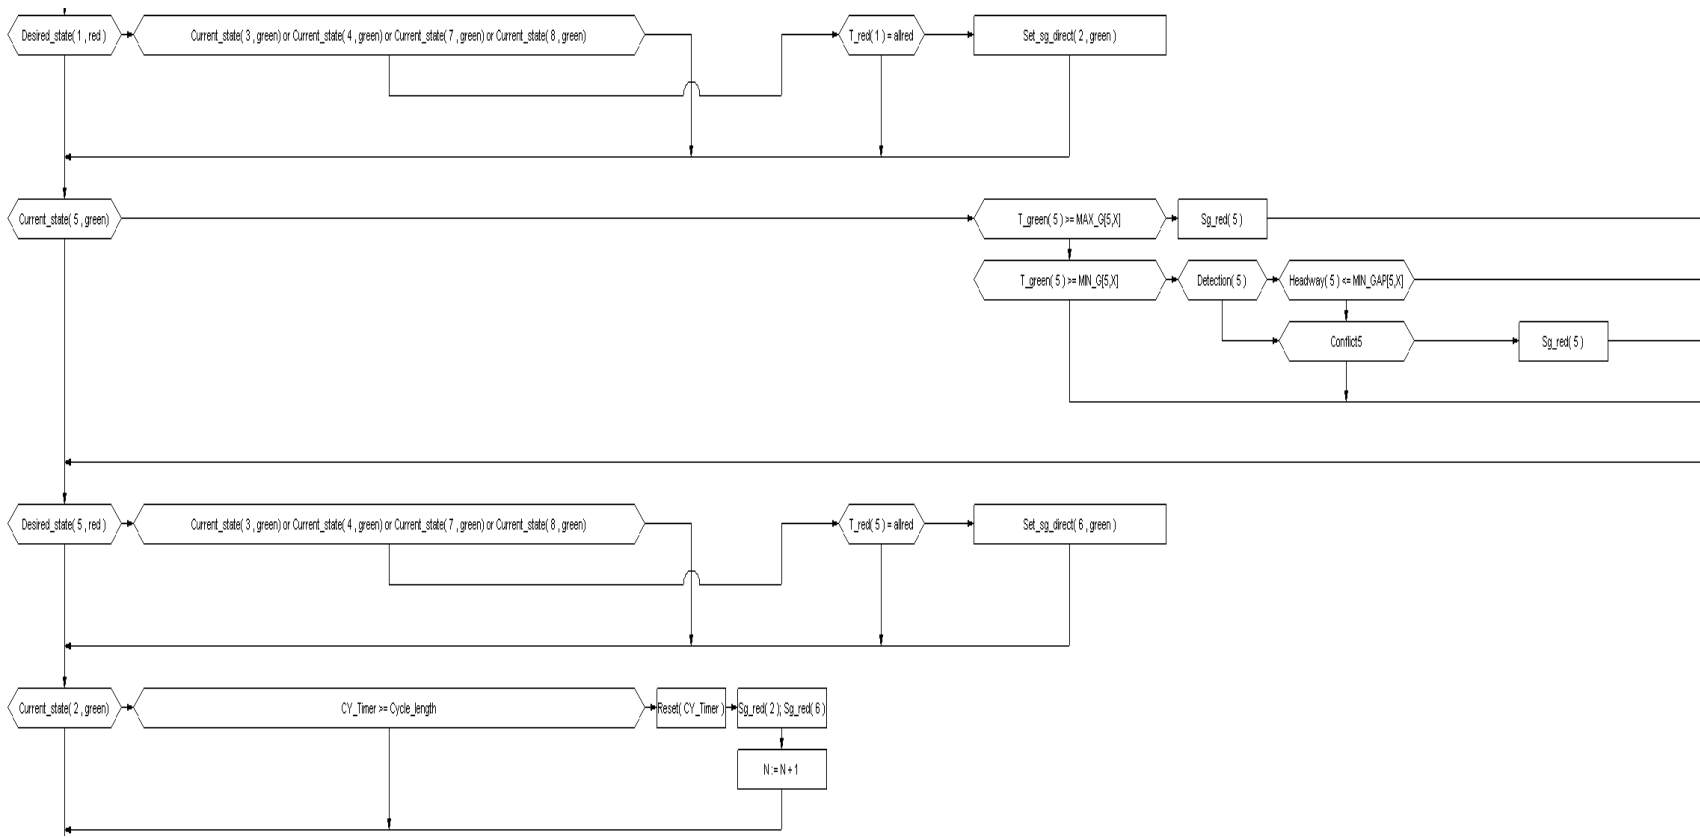 Desired_state( 1 , red )
Current_state( 3 , green) or Current_state( 4 , green) or Current_state( 7 , green) or Current_state( 8 , green)
T_red( 1 ) = allred
Set_sg_direct( 2 , green )
Current_state( 5 , green)
T_green( 5 ) >= MAX_G[5,X]
Sg_red( 5 )
T_green( 5 ) >= MIN_G[5,X]
Detection( 5 )
Headway( 5 ) <= MIN_GAP[5,X]
Conflict5
Sg_red( 5 )
Desired_state( 5 , red )
Current_state( 3 , green) or Current_state( 4 , green) or Current_state( 7 , green) or Current_state( 8 , green)
T_red( 5 ) = allred
Set_sg_direct( 6 , green )
Current_state( 2 , green)
CY_Timer >= Cycle_length
Reset( CY_Timer )
Sg_red( 2 ); Sg_red( 6 )
N := N + 1